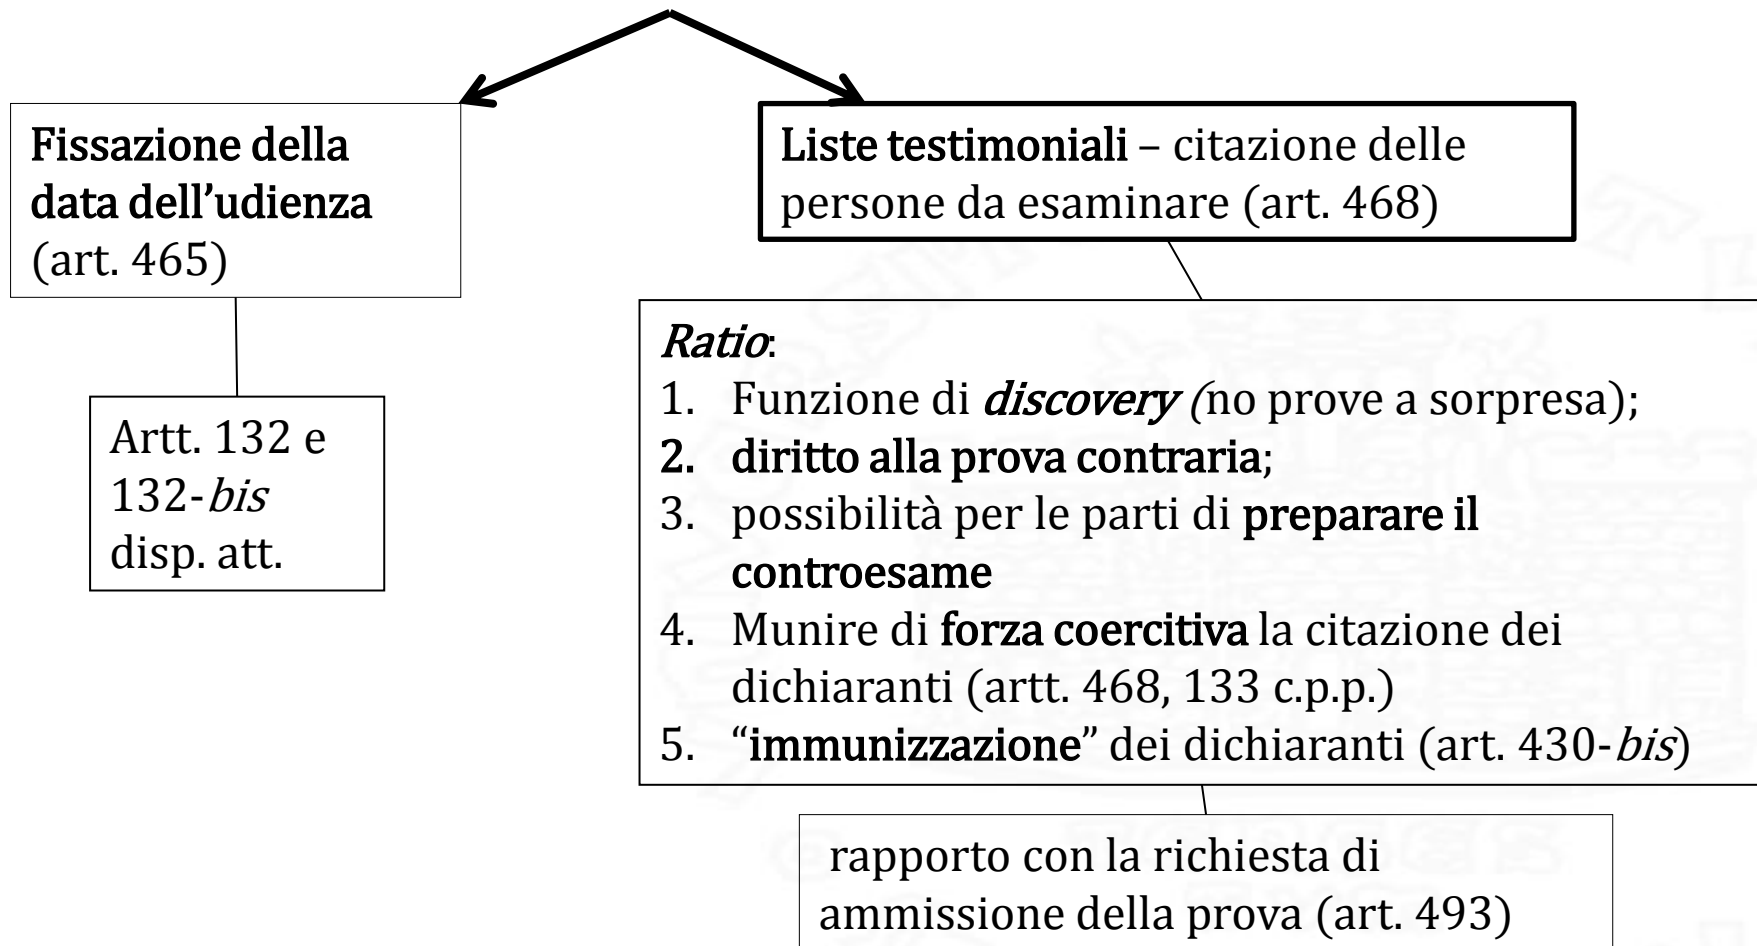 Fissazione della
data dell’udienza
(art. 465)
Artt. 132 e
132-bis
disp. att.
Liste testimoniali – citazione delle
persone da esaminare (art. 468)
Ratio:
1. Funzione di discovery (no prove a sorpresa);
2. diritto alla prova contraria;
3. possibilità per le parti di preparare il
controesame
4. Munire di forza coercitiva la citazione dei
dichiaranti (artt. 468, 133 c.p.p.)
5. “immunizzazione” dei dichiaranti (art. 430-bis)
rapporto con la richiesta di
ammissione della prova (art. 493)